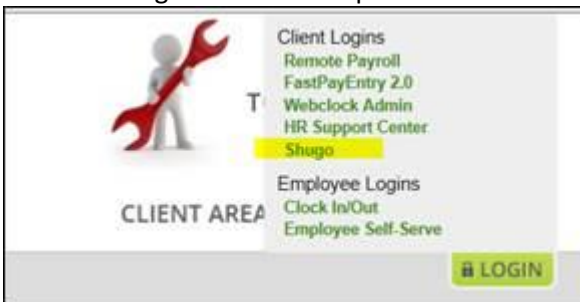 Client Logins
Remote Payroll
FastPayEntry 2.0
Webclock Admin
HR Support Center
Shugo
Employee Logins
Clock In/Out
Employee Self-Serve
CLIENT AREA
LOGIN